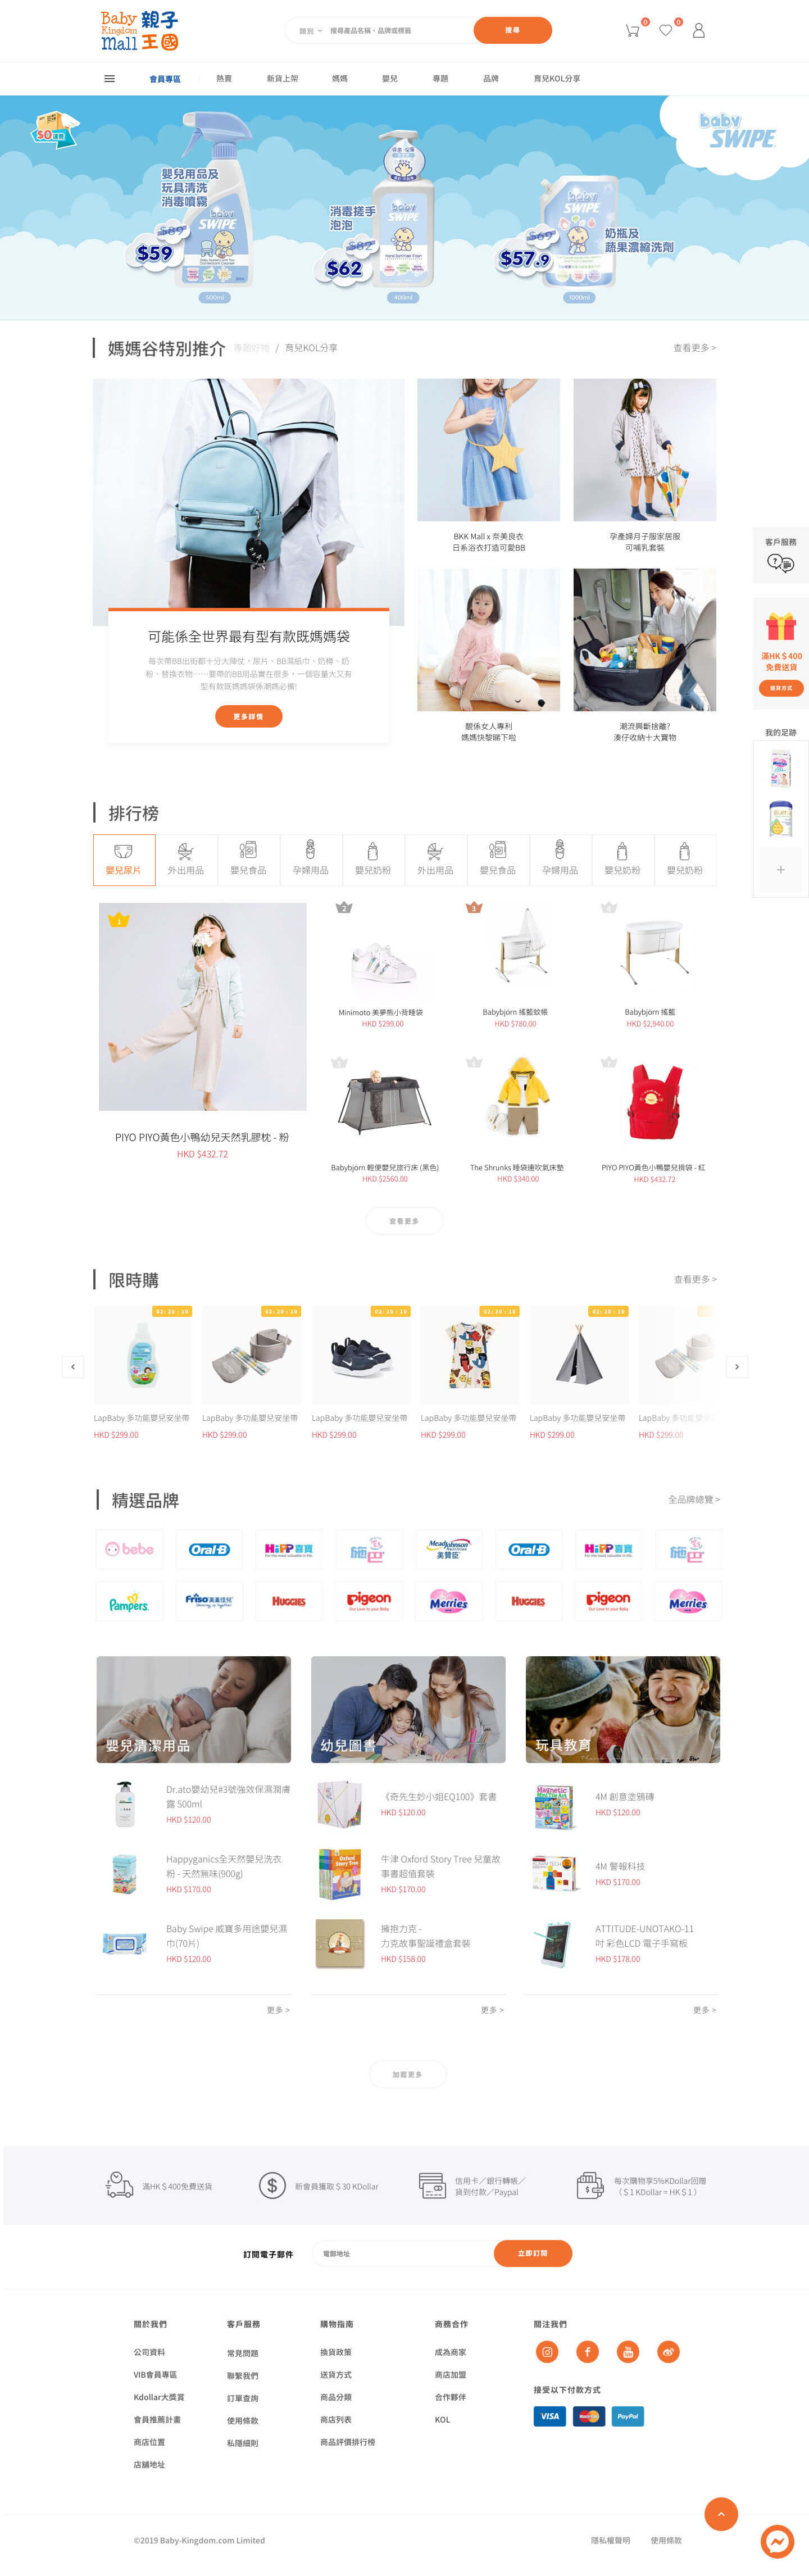 Baby Kingdom Mall 親子王國
類別 搜尋產品名稱、品牌或標籤 搜尋
0 0
會員專區 熱賣 新貨上架 媽媽 嬰兒 專題 品牌 育兒KOL分享
baby SWIPE
嬰兒用品及
玩具清洗
消毒噴霧
$89
$59
500ml
消毒搓手
泡泡
$82
$62
400ml
奶瓶及
蔬果濃縮洗劑
$69
$57.9
1000ml
媽媽谷特別推介 專題好物 / 育兒KOL分享 查看更多 >
可能係全世界最有型有款既媽媽袋
每次帶BB出街都十分大陣仗，尿片、BB濕紙巾、奶樽、奶
粉、替換衣物……要帶的BB用品實在很多，一個容量大又有
型有款既媽媽袋係潮媽必備!
更多詳情
BKK Mall x 奈美良衣
日系浴衣打造可愛BB
孕產婦月子服家居服
可哺乳套裝
靚係女人專利
媽媽快黎睇下啦
潮流興斷捨離?
湊仔收納十大寶物
客戶服務
滿HK＄400
免費送貨
送貨方式
我的足跡
排行榜
嬰兒尿片 外出用品 嬰兒食品 孕婦用品 嬰兒奶粉 外出用品 嬰兒食品 孕婦用品 嬰兒奶粉 嬰兒奶粉
1
PIYO PIYO黃色小鴨幼兒天然乳膠枕 - 粉
HKD $432.72
2
Minimoto 美夢熊小背睡袋
HKD $299.00
3
Babybjörn 搖籃蚊帳
HKD $780.00
Babybjörn 搖籃
HKD $2,940.00
Babybjörn 輕便嬰兒旅行床 (黑色)
HKD $2560.00
The Shrunks 睡袋連吹氣床墊
HKD $340.00
PIYO PIYO黃色小鴨嬰兒揹袋 - 紅
HKD $432.72
查看更多
限時購 查看更多 >
02: 20 : 10 02: 20 : 10 02: 20 : 10 02: 20 : 10 02: 20 : 10
LapBaby 多功能嬰兒安坐帶 LapBaby 多功能嬰兒安坐帶 LapBaby 多功能嬰兒安坐帶 LapBaby 多功能嬰兒安坐帶 LapBaby 多功能嬰兒安坐帶 LapBaby 多功能
HKD $299.00 HKD $299.00 HKD $299.00 HKD $299.00 HKD $299.00 HKD $299.00
精選品牌 全品牌總覽 >
bebe Oral-B HiPP喜寶 施巴 MeadJohnson 美贊臣 Oral-B HiPP喜寶 施巴
Pampers Friso美素佳兒 HUGGIES Pigeon Merries HUGGIES Pigeon Merries
嬰兒清潔用品
Dr.ato嬰幼兒#3號強效保濕潤膚
露 500ml
HKD $120.00
Happyganics全天然嬰兒洗衣
粉 - 天然無味(900g)
HKD $170.00
Baby Swipe 威寶多用途嬰兒濕
巾(70片)
HKD $120.00
更多 >
幼兒圖書
《奇先生妙小姐EQ100》套書
HKD $120.00
牛津 Oxford Story Tree 兒童故
事書超值套裝
HKD $170.00
擁抱力克 -
力克故事聖誕禮盒套裝
HKD $158.00
更多 >
玩具教育
4M 創意塗鴉磚
HKD $120.00
4M 警報科技
HKD $170.00
ATTITUDE-UNOTAKO-11
吋 彩色LCD 電子手寫板
HKD $178.00
更多 >
加載更多
滿HK＄400免費送貨
新會員獲取＄30 KDollar
信用卡／銀行轉帳／
貨到付款／Paypal
每次購物享5%KDollar回贈
（＄1 KDollar = HK＄1 ）
訂閱電子郵件 電郵地址 立即訂閱
關於我們
公司資料
VIB會員專區
Kdollar大獎賞
會員推薦計畫
商店位置
店舖地址
客戶服務
常見問題
聯繫我們
訂單查詢
使用條款
私隱細則
購物指南
換貨政策
送貨方式
商品分類
商店列表
商品評價排行榜
商務合作
成為商家
商店加盟
合作夥伴
KOL
關注我們
接受以下付款方式
VISA MasterCard PayPal
©2019 Baby-Kingdom.com Limited 隱私權聲明 使用條款